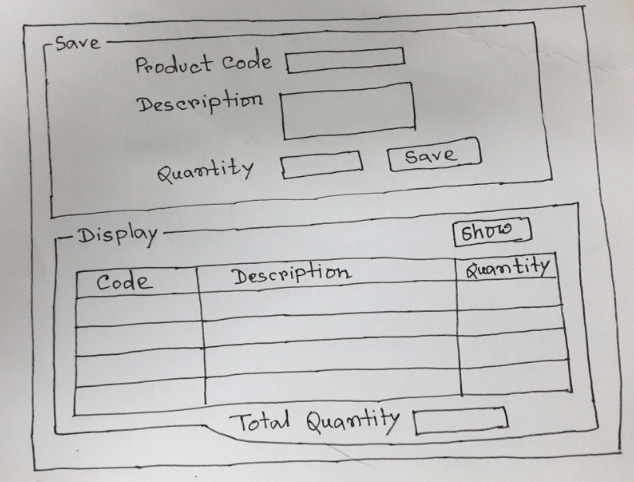 Save
Product Code
Description
Quantity Save
Display Show
Code Description Quantity
Total Quantity